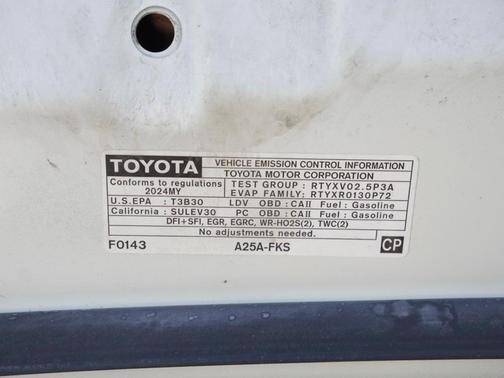 TOYOTA VEHICLE EMISSION CONTROL INFORMATION
TOYOTA MOTOR CORPORATION
Conforms to regulations TEST GROUP : RTYXV02.5P3A
2024MY EVAP FAMILY: RTYXR0130P72
U.S.EPA : T3B30 LDV OBD : CAII Fuel : Gasoline
California : SULEV30 PC OBD : CAII Fuel : Gasoline
DFI+SFI, EGR, EGRC, WR-HO2S(2), TWC(2)
No adjustments needed.
F0143 A25A-FKS CP